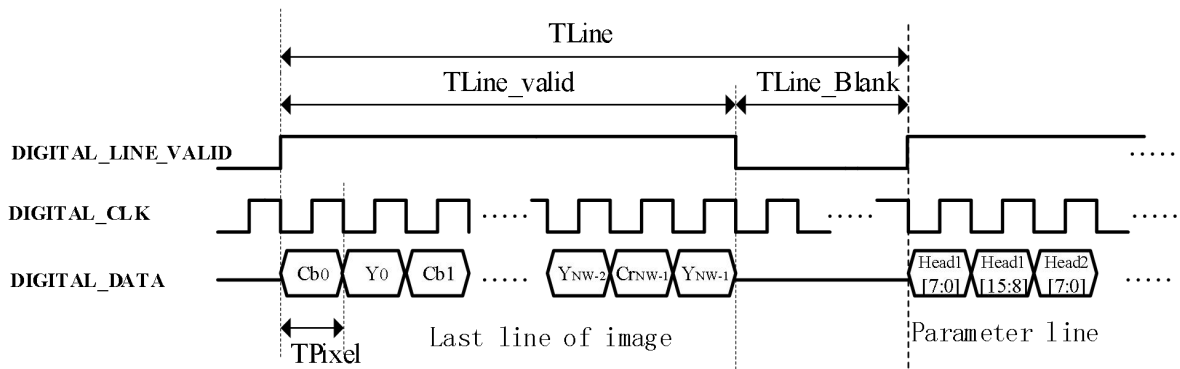 TLine
TLine_valid
TLine_Blank
DIGITAL_LINE_VALID
.....
DIGITAL_CLK
.....
.....
.....
DIGITAL_DATA
Cb0
Y0
Cb1
.....
YNW-2
CrNW-1
YNW-1
Head1
[7:0]
Head1
[15:8]
Head2
[7:0]
.....
TPixel
Last line of image
Parameter line